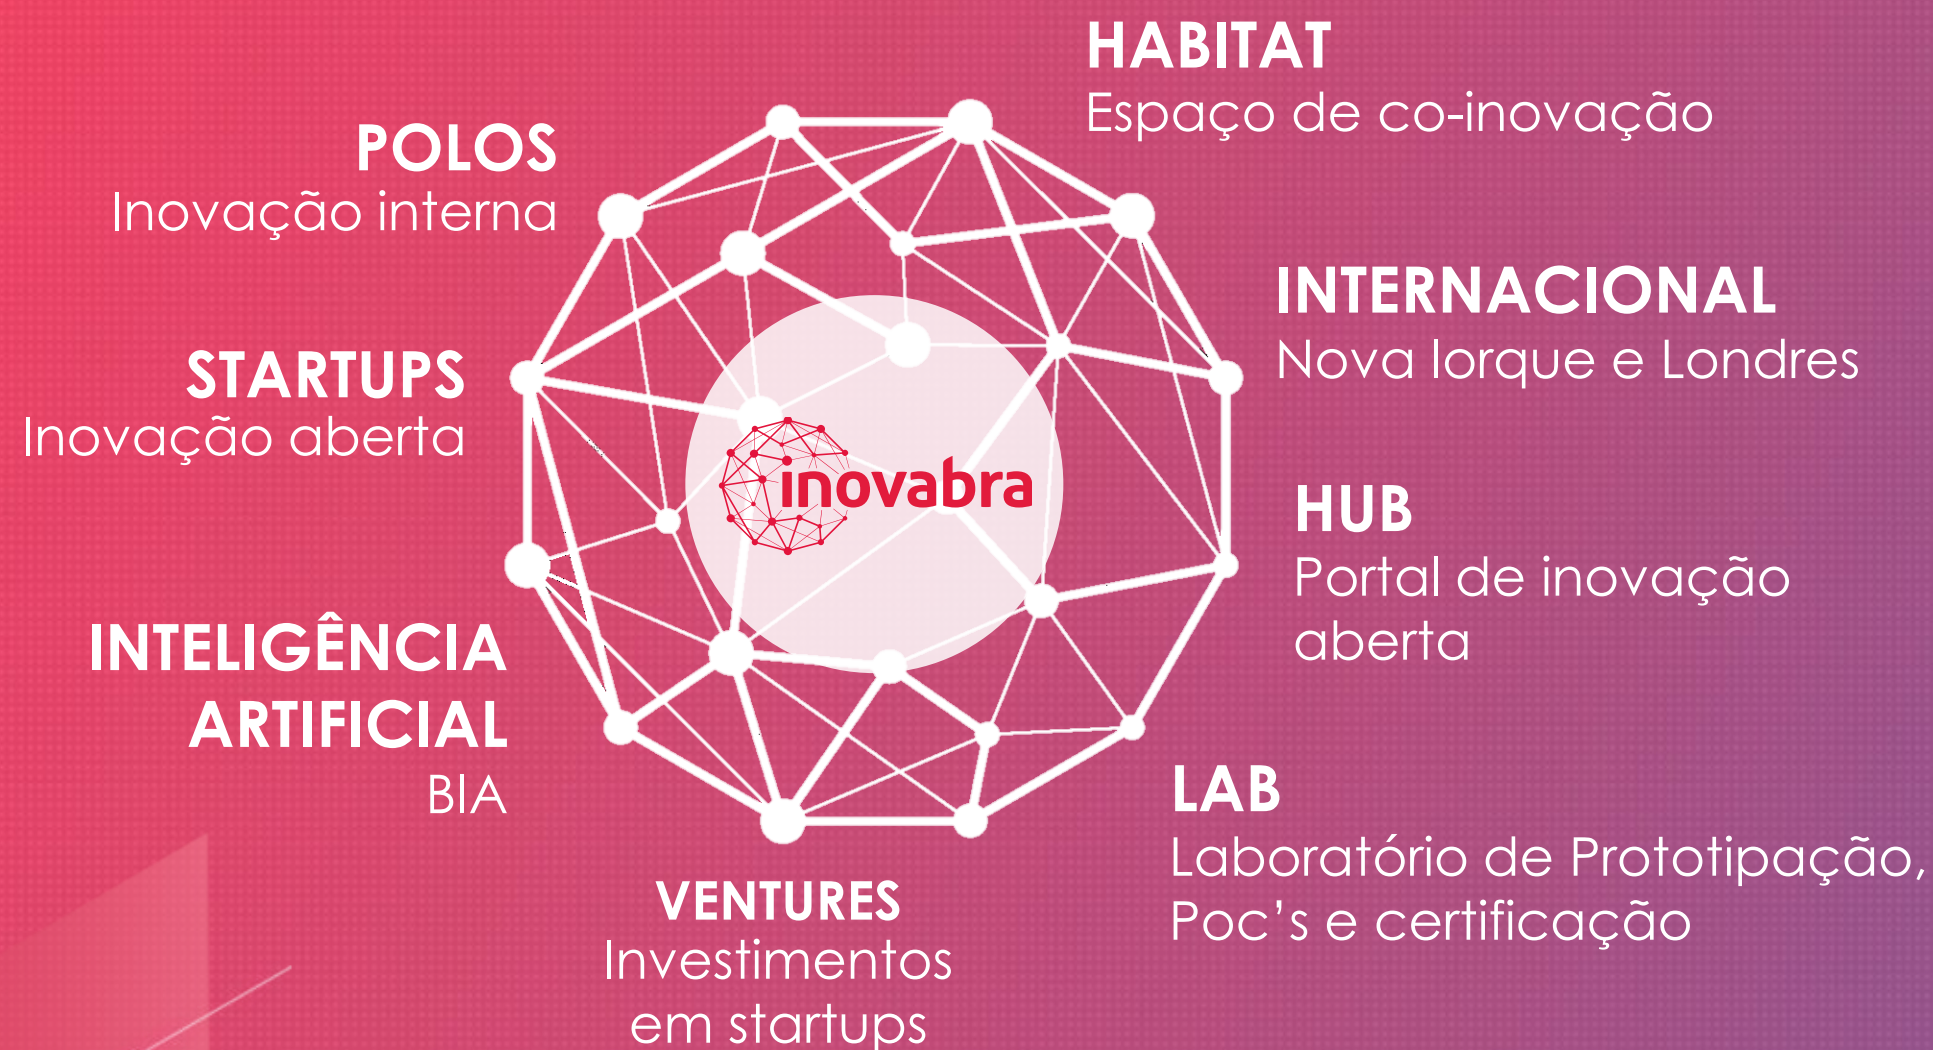 HABITAT
Espaço de co-inovação
POLOS
Inovação interna
INTERNACIONAL
Nova Iorque e Londres
STARTUPS
Inovação aberta
inovabra
HUB
Portal de inovação
aberta
INTELIGÊNCIA
ARTIFICIAL
BIA
LAB
Laboratório de Prototipação,
Poc's e certificação
VENTURES
Investimentos
em startups